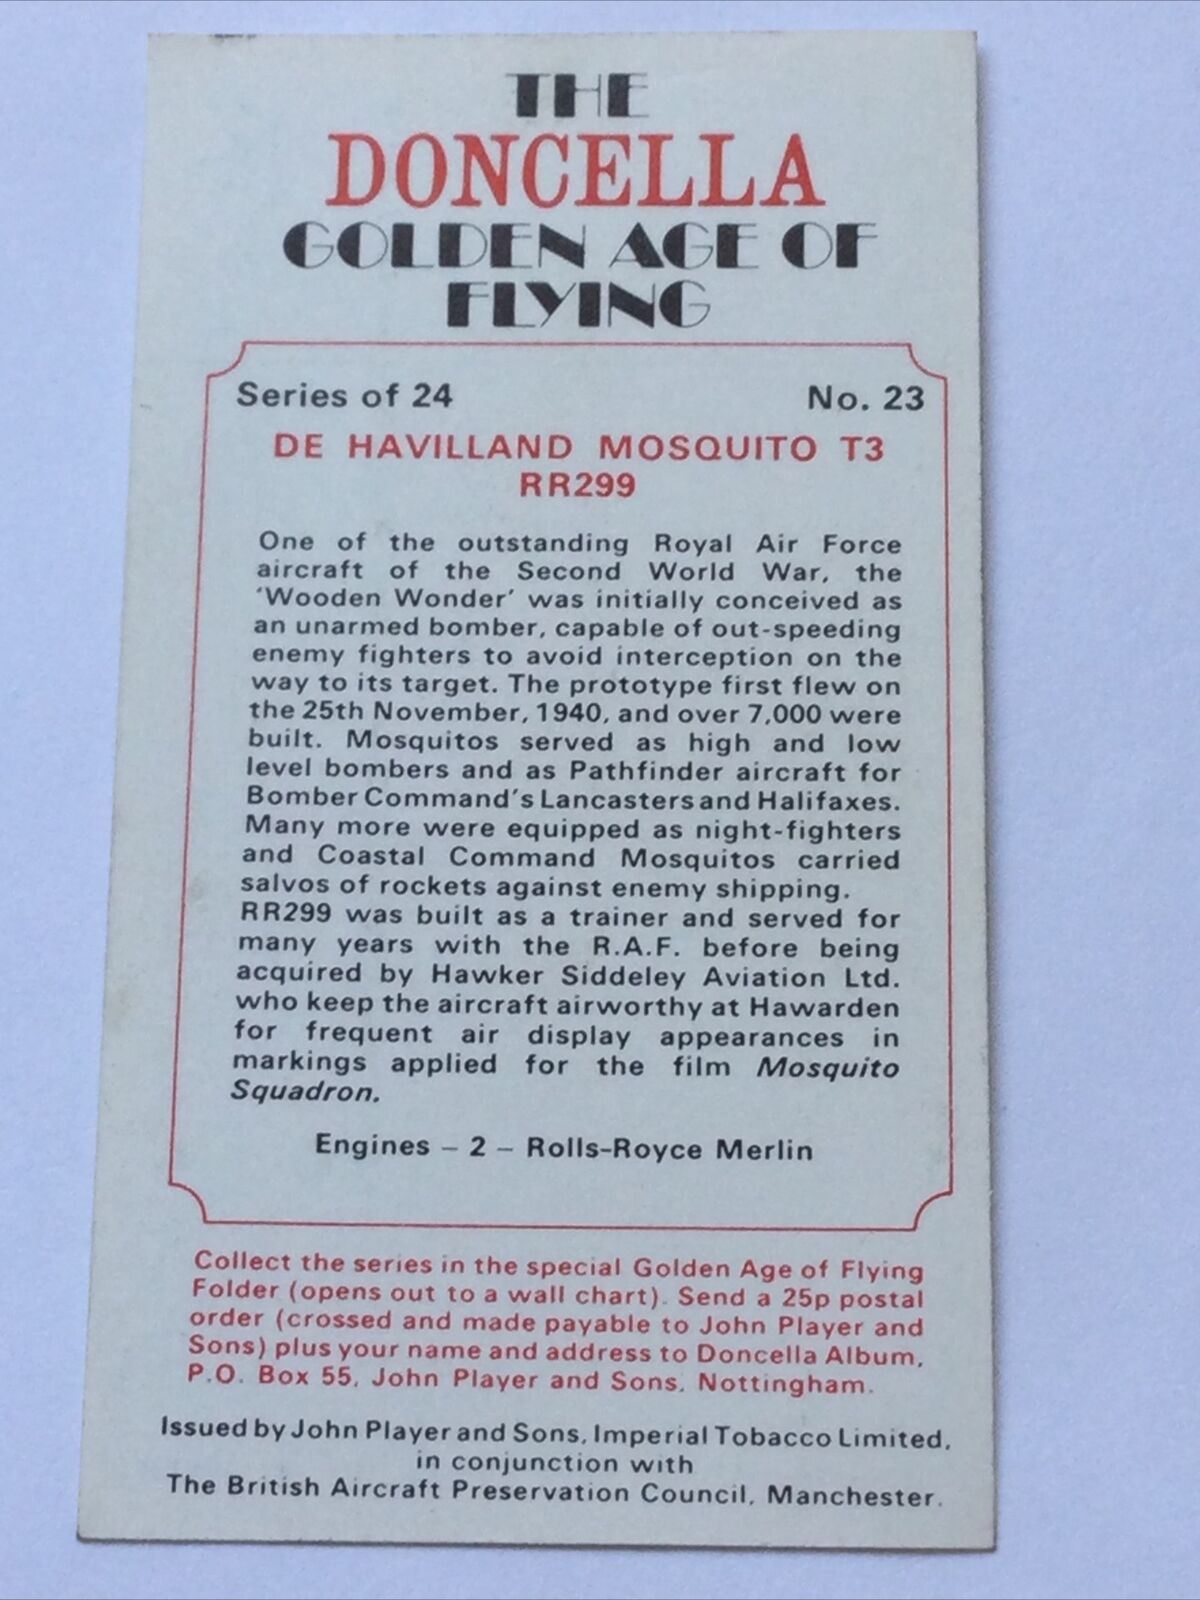 THE
DONCELLA
GOLDEN AGE OF
FLYING
Series of 24 No. 23
DE HAVILLAND MOSQUITO T3
RR299
One of the outstanding Royal Air Force
aircraft of the Second World War, the
‘Wooden Wonder’ was initially conceived as
an unarmed bomber, capable of out-speeding
enemy fighters to avoid interception on the
way to its target. The prototype first flew on
the 25th November, 1940, and over 7,000 were
built. Mosquitos served as high and low
level bombers and as Pathfinder aircraft for
Bomber Command's Lancasters and Halifaxes.
Many more were equipped as night-fighters
and Coastal Command Mosquitos carried
salvos of rockets against enemy shipping.
RR299 was built as a trainer and served for
many years with the R.A.F. before being
acquired by Hawker Siddeley Aviation Ltd.
who keep the aircraft airworthy at Hawarden
for frequent air display appearances in
markings applied for the film Mosquito
Squadron.
Engines – 2 – Rolls-Royce Merlin
Collect the series in the special Golden Age of Flying
Folder (opens out to a wall chart). Send a 25p postal
order (crossed and made payable to John Player and
Sons) plus your name and address to Doncella Album,
P.O. Box 55, John Player and Sons, Nottingham.
Issued by John Player and Sons, Imperial Tobacco Limited,
in conjunction with
The British Aircraft Preservation Council, Manchester.